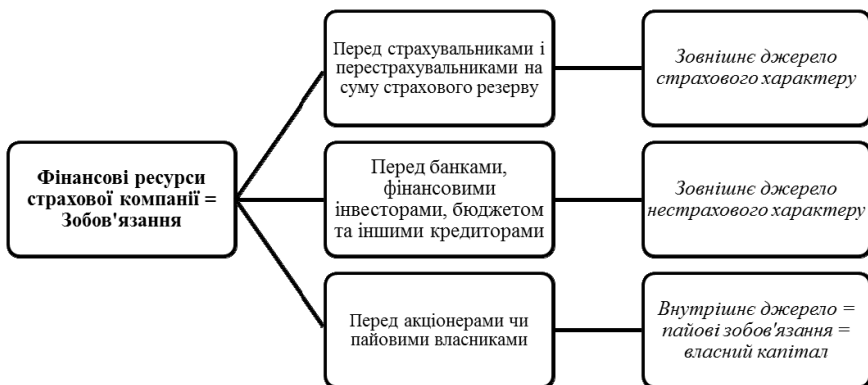 Перед страхувальниками і
перестрахувальниками на
суму страхового резерву
Зовнішнє джерело
страхового характеру
Фінансові ресурси
страхової компанії =
Зобов'язання
Перед банками,
фінансовими
інвесторами, бюджетом
та іншими кредиторами
Зовнішнє джерело
нестрахового характеру
Перед акціонерами чи
пайовими власниками
Внутрішнє джерело =
пайові зобов'язання =
власний капітал